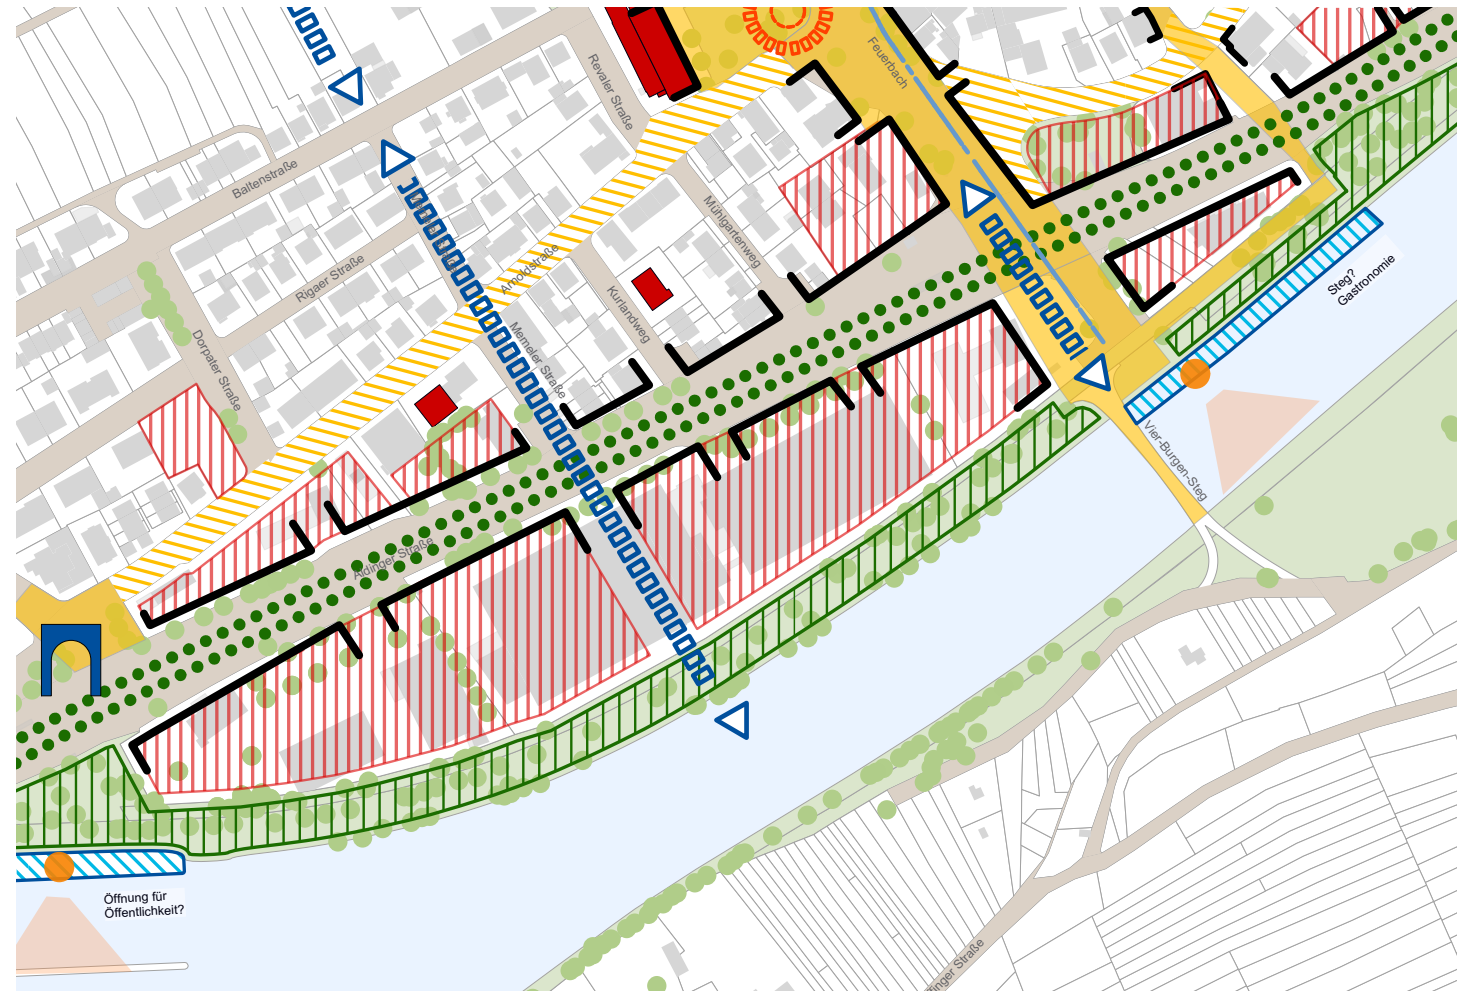 Revaler Straße
Feuerbach
Baltenstraße
Mühlgartenweg
Arnoldstraße
Rigaer Straße
Steg?
Gastronomie
Kurlandweg
Memeler Straße
Dorpater Straße
Vier-Burgen-Steg
Aldinger Straße
Öffnung für
Öffentlichkeit?
Straße